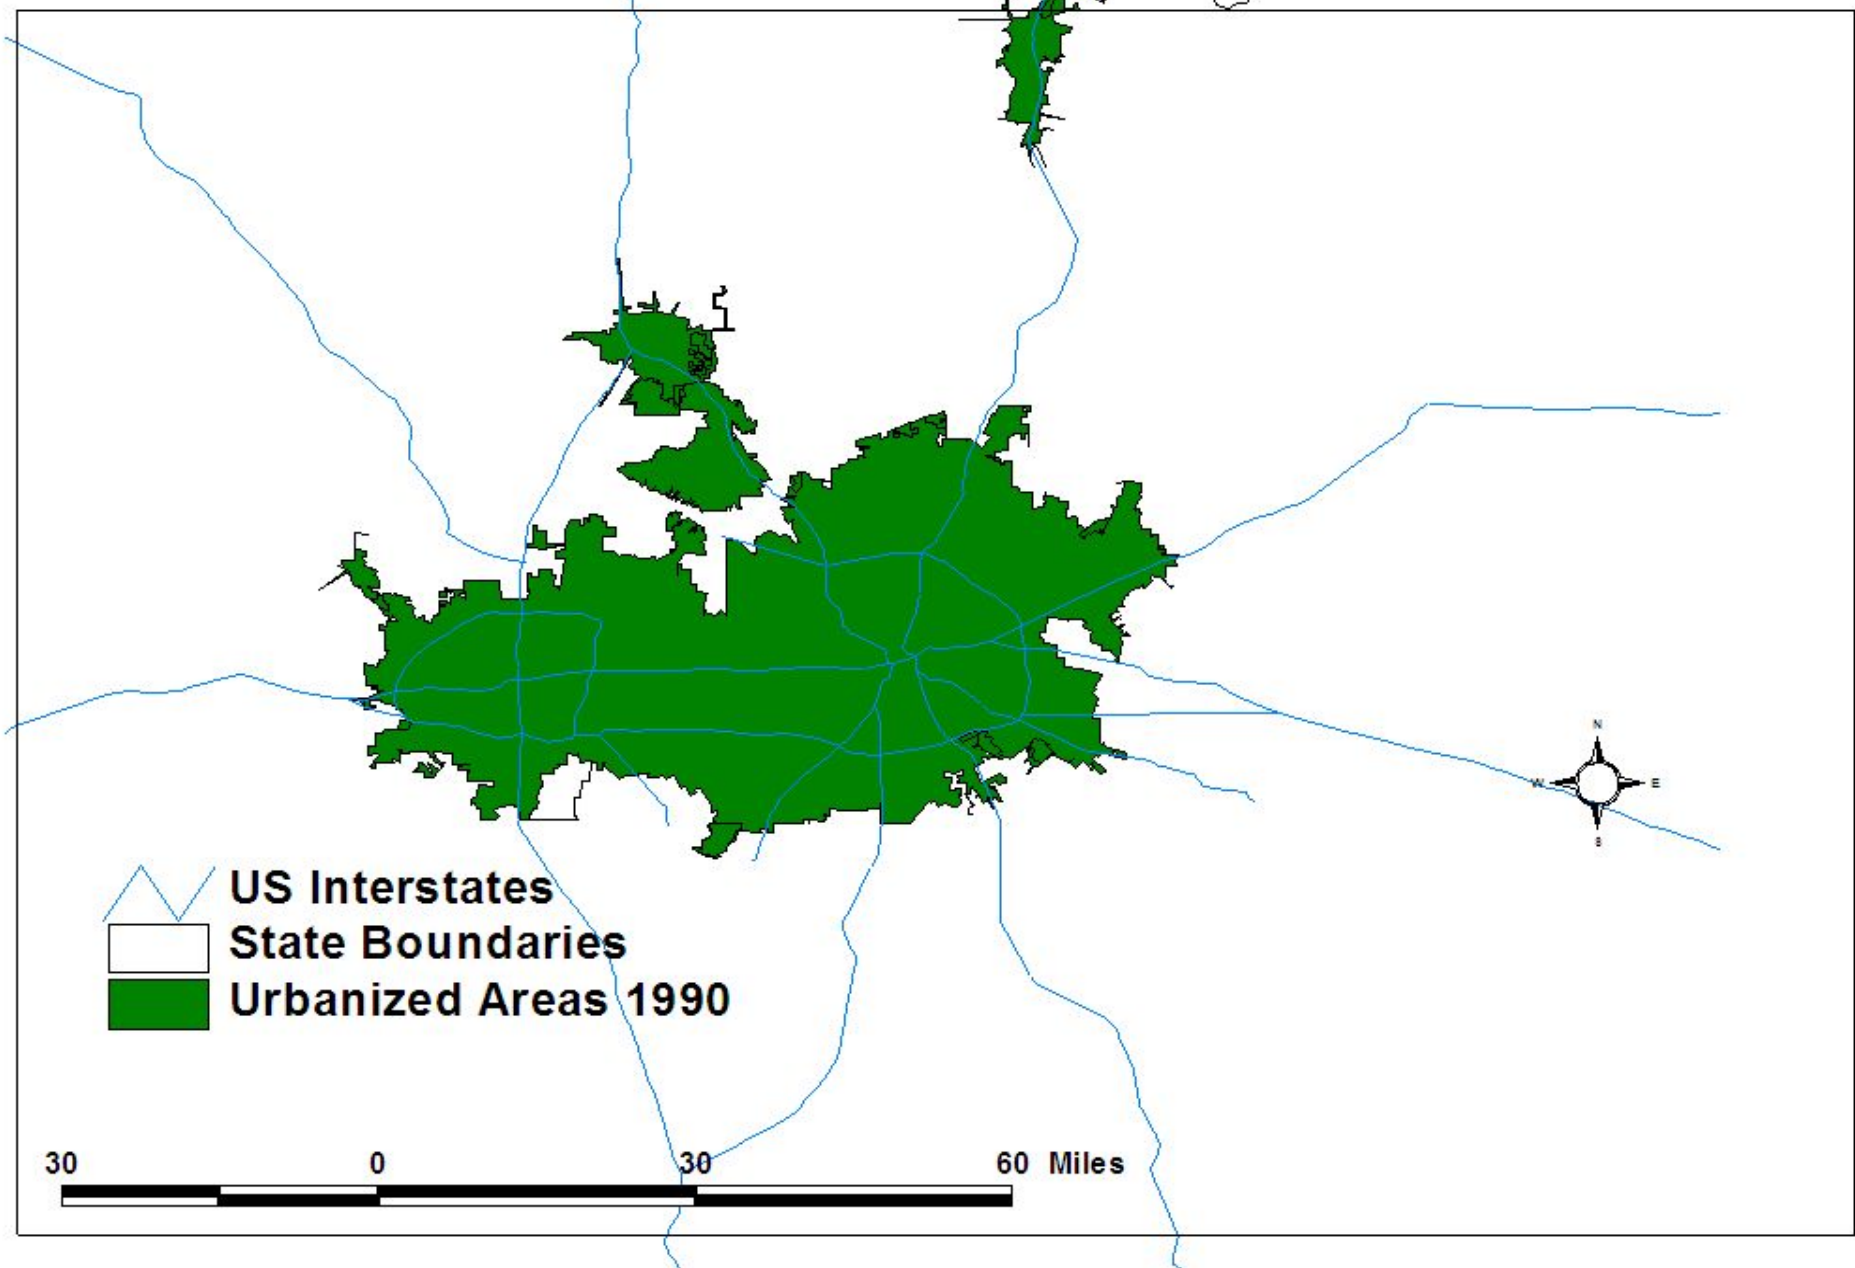 N
W E
S
US Interstates
State Boundaries
Urbanized Areas 1990
30 0 30 60 Miles